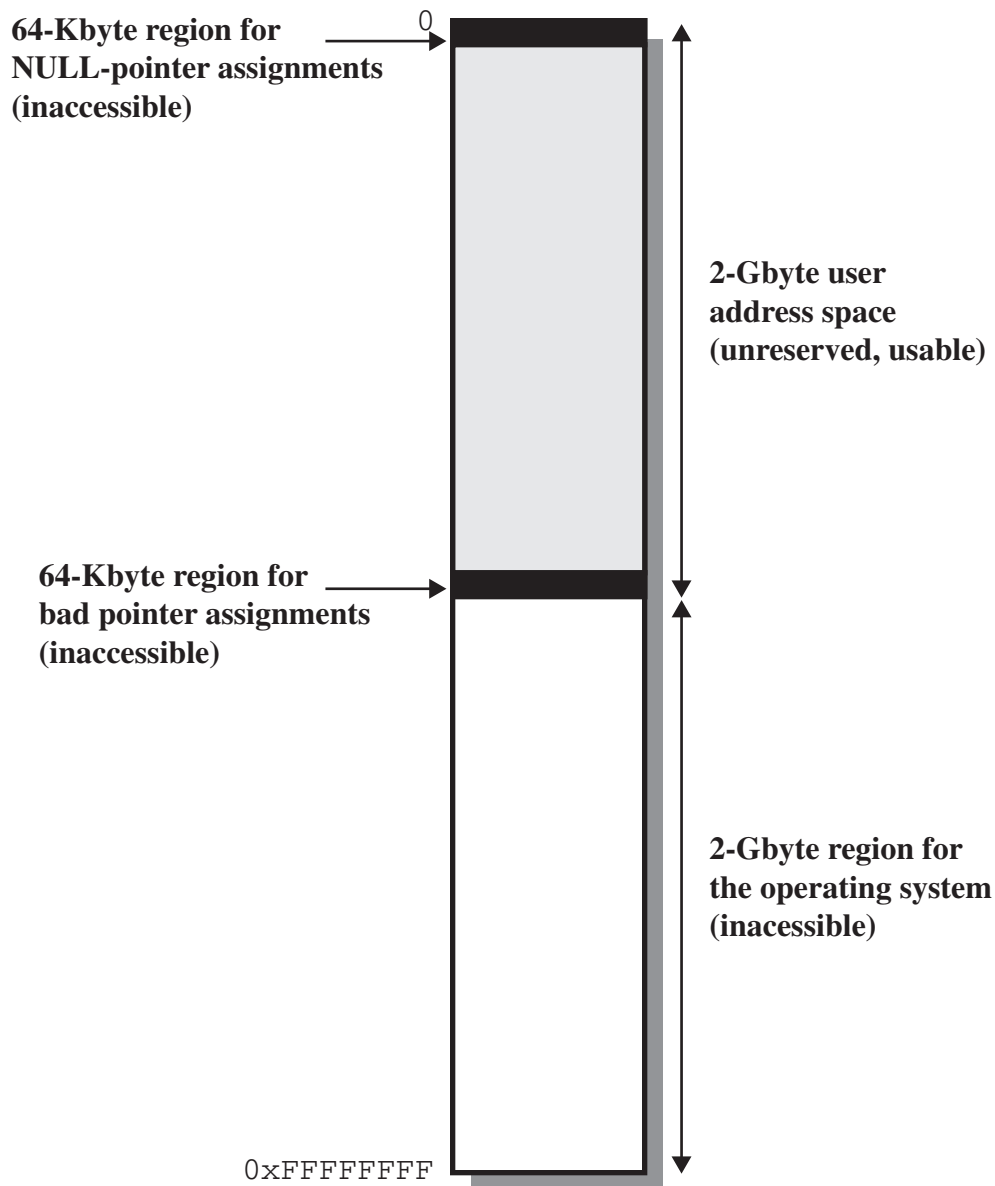 0
64-Kbyte region for
NULL-pointer assignments
(inaccessible)
2-Gbyte user
address space
(unreserved, usable)
64-Kbyte region for
bad pointer assignments
(inaccessible)
2-Gbyte region for
the operating system
(inacessible)
0xFFFFFFFF